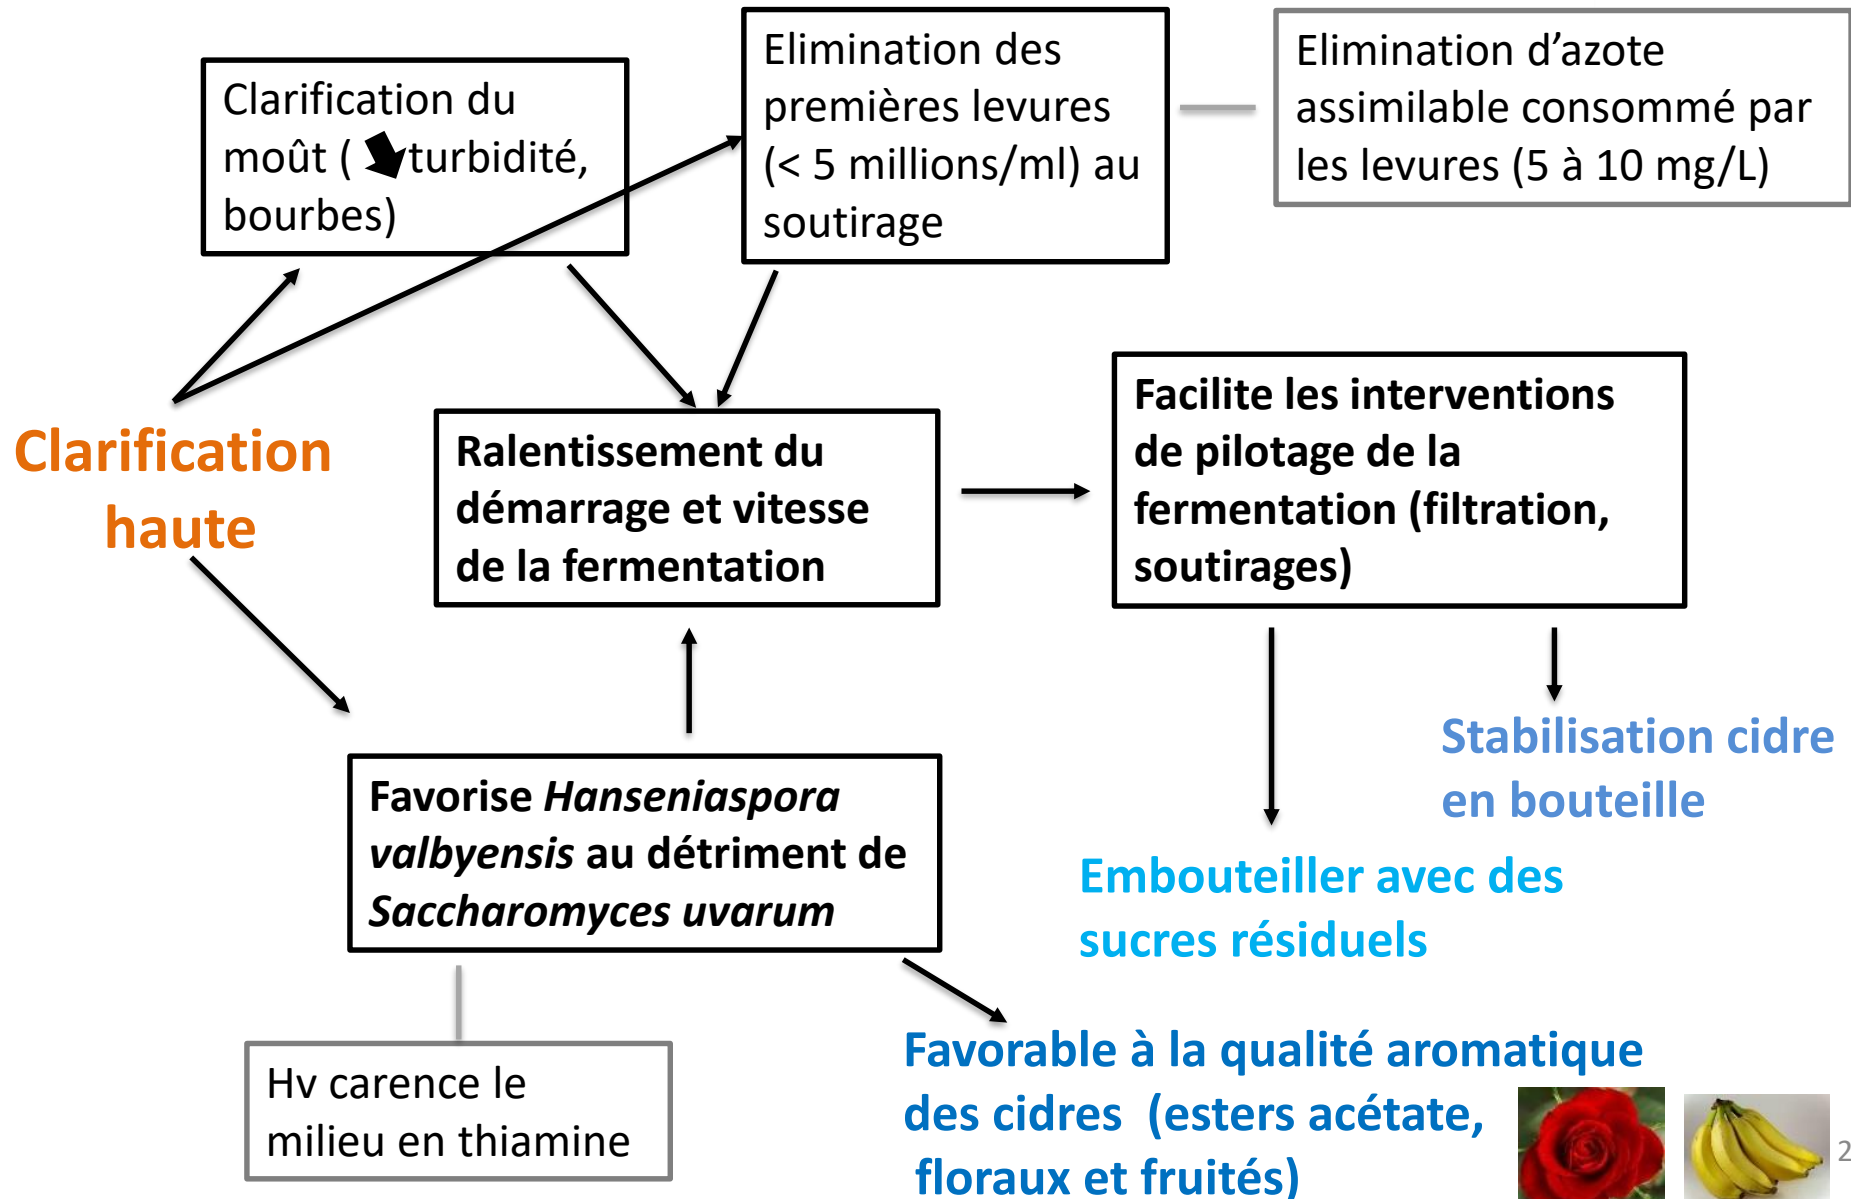 Clarification du
moût ( turbidité,
bourbes)
Elimination des
premières levures
(< 5 millions/ml) au
soutirage
Elimination d’azote
assimilable consommé par
les levures (5 à 10 mg/L)
Clarification
haute
Ralentissement du
démarrage et vitesse
de la fermentation
Facilite les interventions
de pilotage de la
fermentation (filtration,
soutirages)
Stabilisation cidre
en bouteille
Favorise Hanseniaspora
valbyensis au détriment de
Saccharomyces uvarum
Embouteiller avec des
sucres résiduels
Hv carence le
milieu en thiamine
Favorable à la qualité aromatique
des cidres (esters acétate,
floraux et fruités)
2